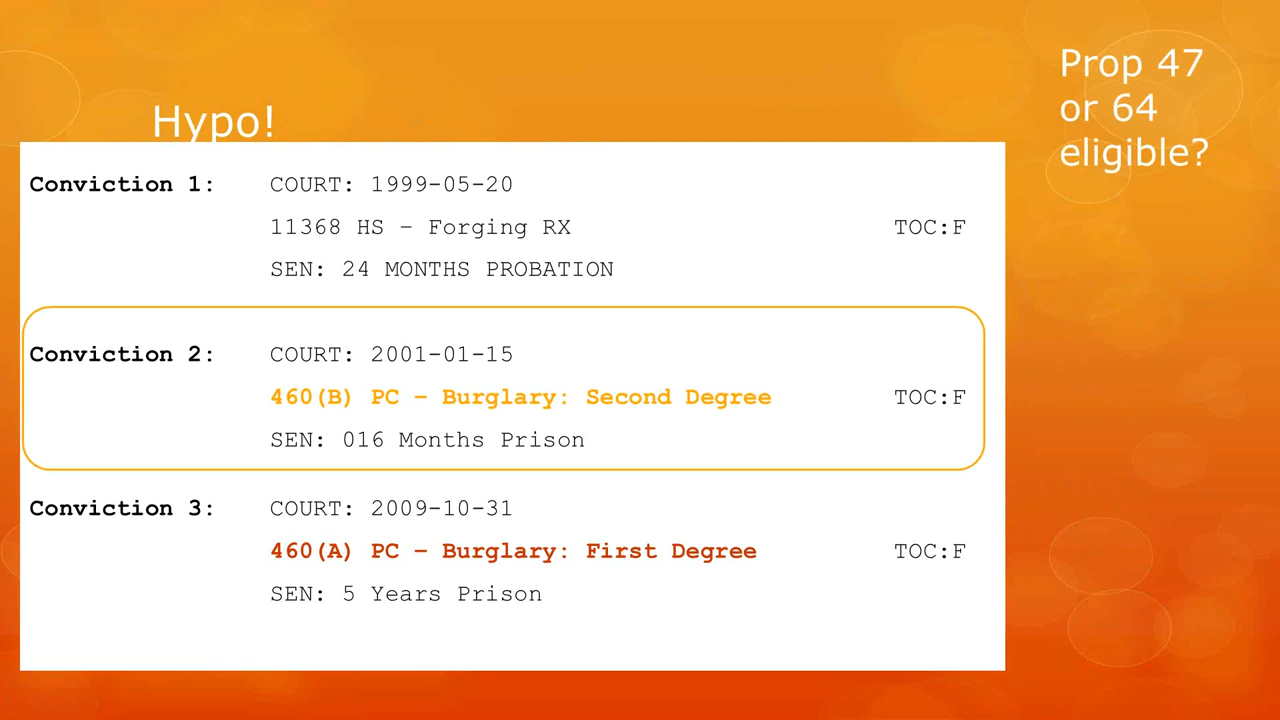 Prop 47
or 64
eligible?
Hypo!
Conviction 1: COURT: 1999-05-20
11368 HS – Forging RX TOC:F
SEN: 24 MONTHS PROBATION
Conviction 2: COURT: 2001-01-15
460(B) PC – Burglary: Second Degree TOC:F
SEN: 016 Months Prison
Conviction 3: COURT: 2009-10-31
460(A) PC – Burglary: First Degree TOC:F
SEN: 5 Years Prison